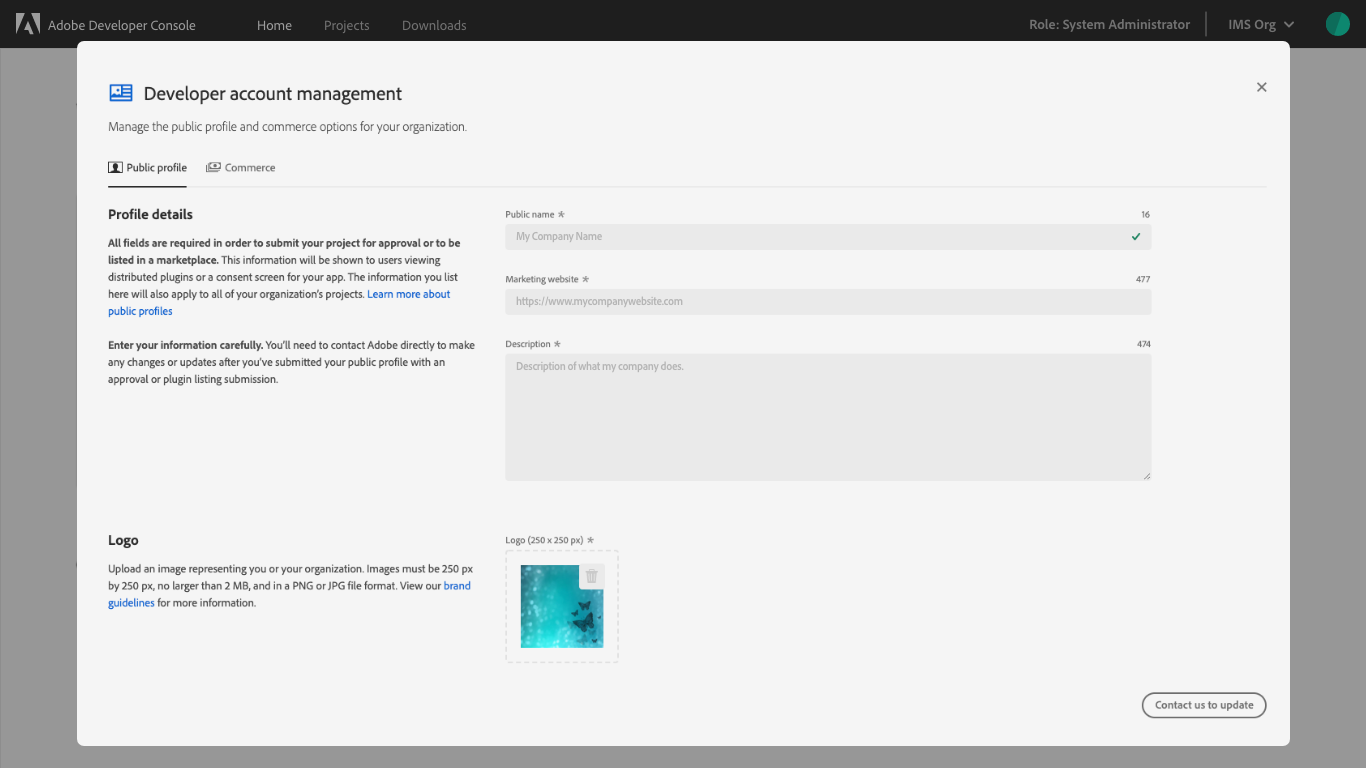 Adobe Developer Console
Home
Projects
Downloads
Role: System Administrator
IMS Org
Developer account management
Manage the public profile and commerce options for your organization.
Public profile
Commerce
Profile details
All fields are required in order to submit your project for approval or to be
listed in a marketplace. This information will be shown to users viewing
distributed plugins or a consent screen for your app. The information you list
here will also apply to all of your organization's projects. Learn more about
public profiles
Enter your information carefully. You'll need to contact Adobe directly to make
any changes or updates after you've submitted your public profile with an
approval or plugin listing submission.
Public name *
16
My Company Name
Marketing website *
477
https://www.mycompanywebsite.com
Description *
474
Description of what my company does.
Logo
Upload an image representing you or your organization. Images must be 250 px
by 250 px, no larger than 2 MB, and in a PNG or JPG file format. View our brand
guidelines for more information.
Logo (250 x 250 px) *
Contact us to update